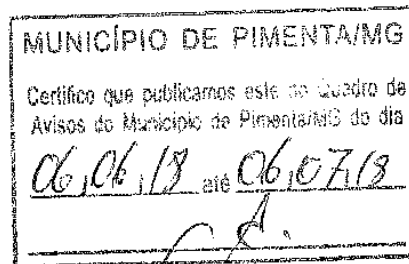 MUNICÍPIO DE PIMENTA/MG
Certifico que publicamos este no Quadro de
Avisos do Município de Pimenta/MG do dia
06,06,18 até 06,07,18